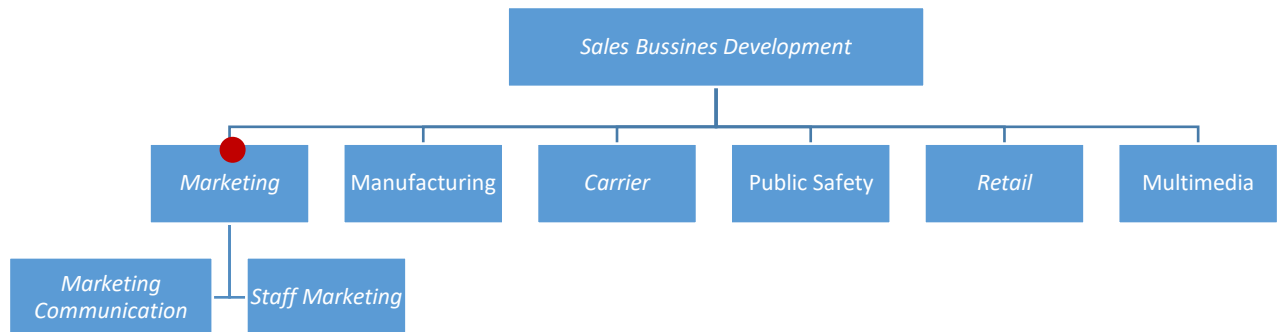 Sales Bussines Development
Marketing
Manufacturing
Carrier
Public Safety
Retail
Multimedia
Marketing
Communication
Staff Marketing